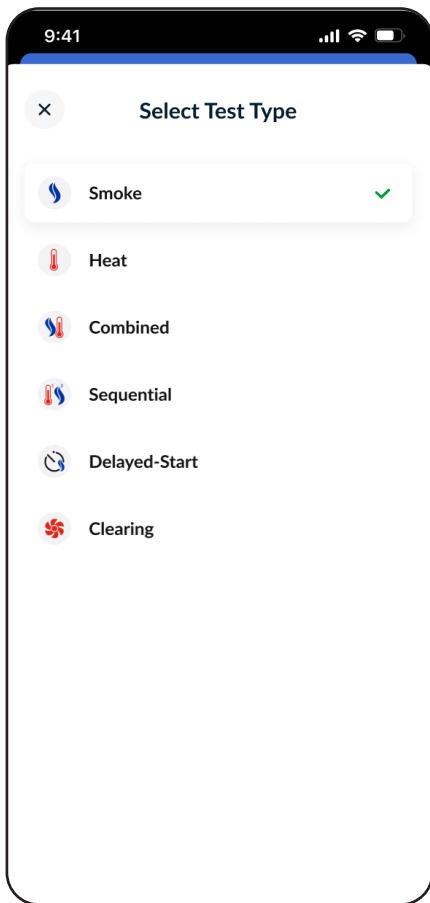 9:41
Select Test Type
Smoke
Heat
Combined
Sequential
Delayed-Start
Clearing